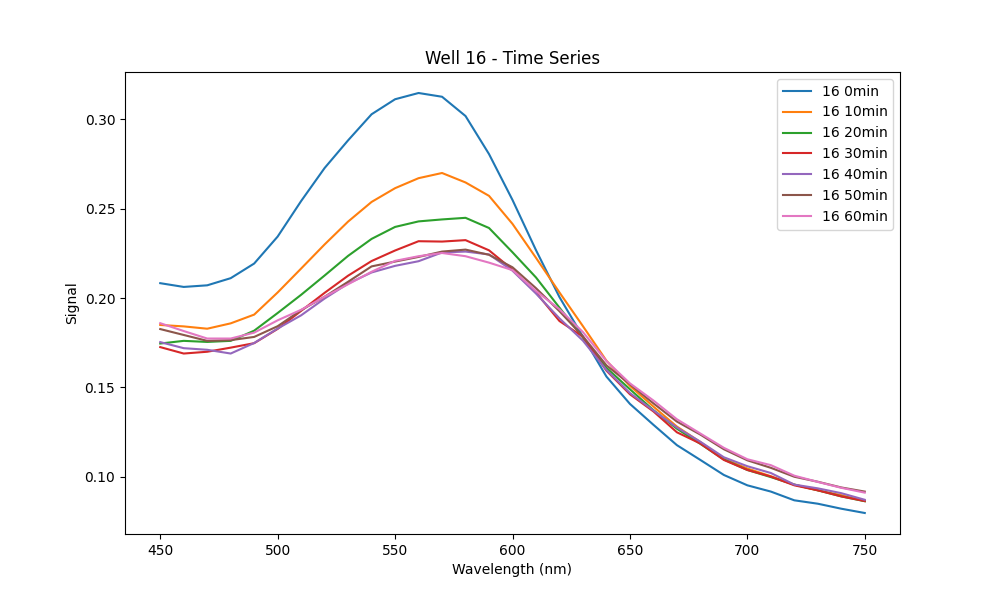 Well 16 - Time Series
Signal
0.30
0.25
0.20
0.15
0.10
16 0min
16 10min
16 20min
16 30min
16 40min
16 50min
16 60min
450 500 550 600 650 700 750
Wavelength (nm)